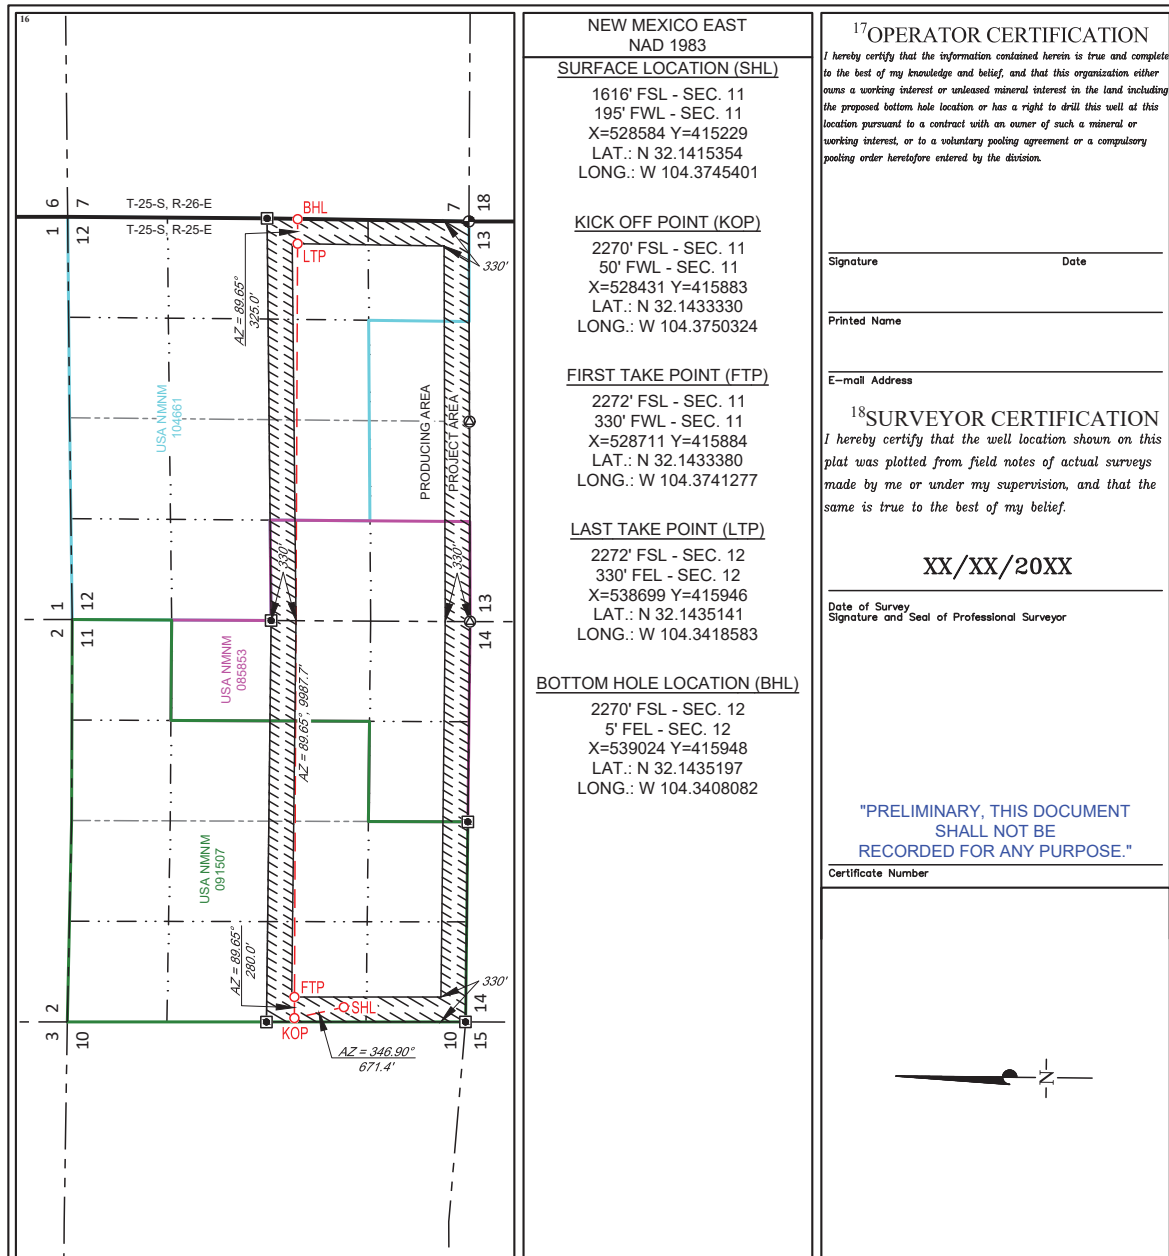 16
6
7
18
T-25-S, R-26-E
T-25-S, R-25-E
1
12
13
BHL
LTP
330'
AZ = 89.65°
325.0'
USA NMNM
104661
PRODUCING AREA
PROJECT AREA
330'
330'
1
12
13
2
11
14
USA NMNM
085853
AZ = 89.65°, 9987.7'
USA NMNM
091507
AZ = 89.65°
280.0'
FTP
SHL
KOP
330'
2
14
3
10
10
15
AZ = 346.90°
671.4'
NEW MEXICO EAST
NAD 1983
SURFACE LOCATION (SHL)
1616' FSL - SEC. 11
195' FWL - SEC. 11
X=528584 Y=415229
LAT.: N 32.1415354
LONG.: W 104.3745401
KICK OFF POINT (KOP)
2270' FSL - SEC. 11
50' FWL - SEC. 11
X=528431 Y=415883
LAT.: N 32.1433330
LONG.: W 104.3750324
FIRST TAKE POINT (FTP)
2272' FSL - SEC. 11
330' FWL - SEC. 11
X=528711 Y=415884
LAT.: N 32.1433380
LONG.: W 104.3741277
LAST TAKE POINT (LTP)
2272' FSL - SEC. 12
330' FEL - SEC. 12
X=538699 Y=415946
LAT.: N 32.1435141
LONG.: W 104.3418583
BOTTOM HOLE LOCATION (BHL)
2270' FSL - SEC. 12
5' FEL - SEC. 12
X=539024 Y=415948
LAT.: N 32.1435197
LONG.: W 104.3408082
17 OPERATOR CERTIFICATION
I hereby certify that the information contained herein is true and complete
to the best of my knowledge and belief, and that this organization either
owns a working interest or unleased mineral interest in the land including
the proposed bottom hole location or has a right to drill this well at this
location pursuant to a contract with an owner of such a mineral or
working interest, or to a voluntary pooling agreement or a compulsory
pooling order heretofore entered by the division.
Signature Date
Printed Name
E-mail Address
18 SURVEYOR CERTIFICATION
I hereby certify that the well location shown on this
plat was plotted from field notes of actual surveys
made by me or under my supervision, and that the
same is true to the best of my belief.
XX/XX/20XX
Date of Survey
Signature and Seal of Professional Surveyor
"PRELIMINARY, THIS DOCUMENT
SHALL NOT BE
RECORDED FOR ANY PURPOSE."
Certificate Number
N